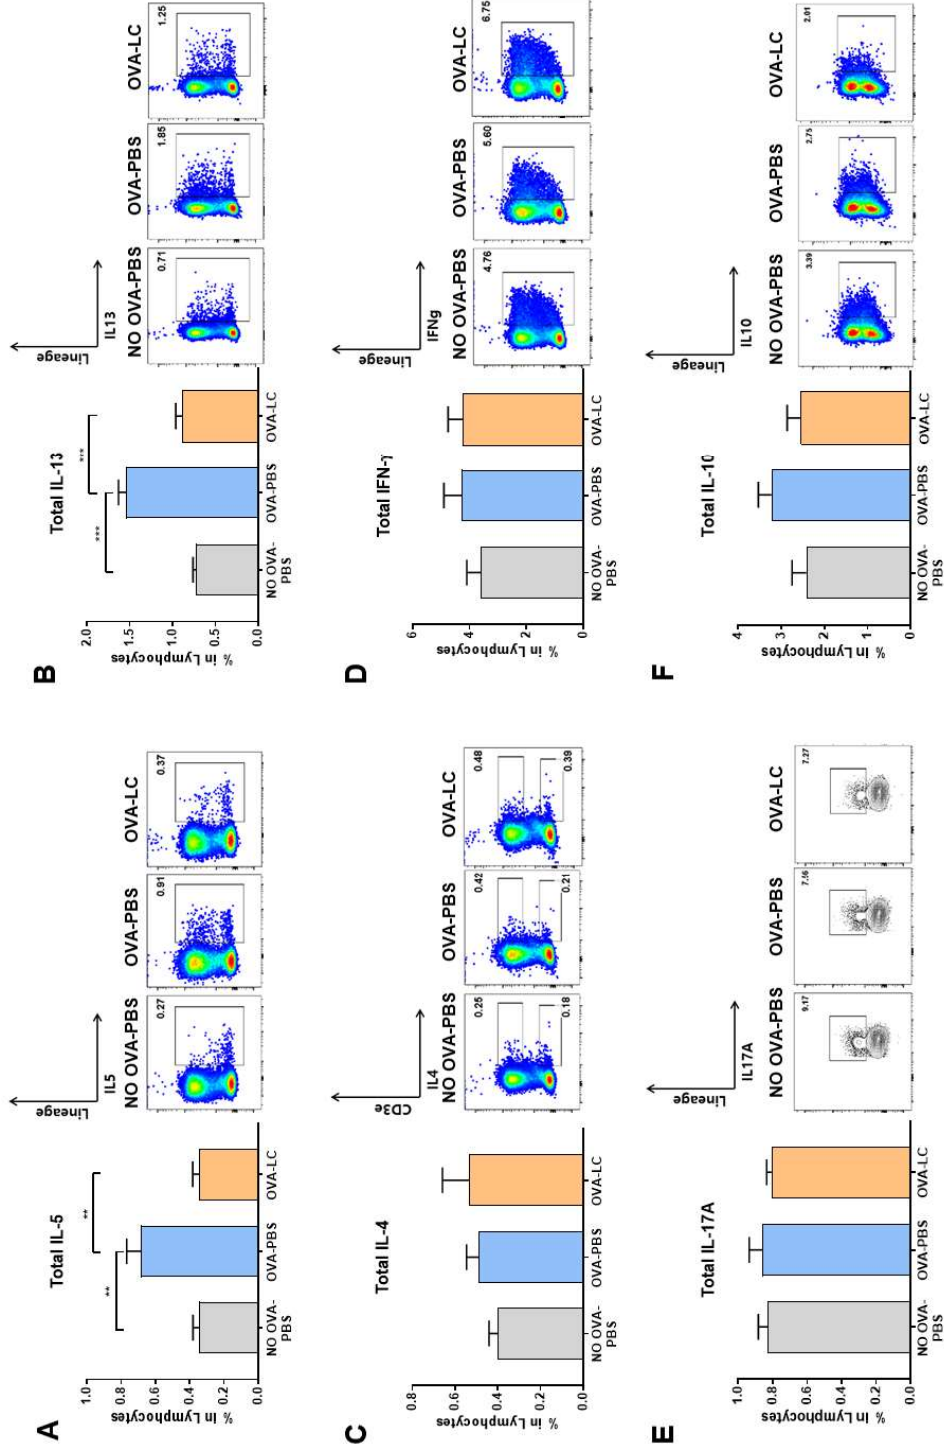 A
Total IL-5
% in Lymphocytes
1.0
0.8
0.6
0.4
0.2
0.0
**
**
NO OVA-
PBS
OVA-PBS
OVA-LC
Lineage
IL5
NO OVA-PBS
OVA-PBS
OVA-LC
0.27
0.91
0.37
B
Total IL-13
% in Lymphocytes
2.0
1.5
1.0
0.5
0.0
***
***
NO OVA-
PBS
OVA-PBS
OVA-LC
Lineage
IL13
NO OVA-PBS
OVA-PBS
OVA-LC
0.71
1.85
1.25
C
Total IL-4
% in Lymphocytes
0.8
0.6
0.4
0.2
0.0
NO OVA-
PBS
OVA-PBS
OVA-LC
CD3e
IL4
NO OVA-PBS
OVA-PBS
OVA-LC
0.25
0.18
0.42
0.21
0.48
0.39
D
Total IFN-γ
% in Lymphocytes
6
4
2
0
NO OVA-
PBS
OVA-PBS
OVA-LC
Lineage
IFNg
NO OVA-PBS
OVA-PBS
OVA-LC
4.76
5.60
6.75
E
Total IL-17A
% in Lymphocytes
1.0
0.8
0.6
0.4
0.2
0.0
NO OVA-
PBS
OVA-PBS
OVA-LC
Lineage
IL17A
NO OVA-PBS
OVA-PBS
OVA-LC
9.17
7.27
F
Total IL-10
% in Lymphocytes
4
3
2
1
0
NO OVA-
PBS
OVA-PBS
OVA-LC
Lineage
IL10
NO OVA-PBS
OVA-PBS
OVA-LC
3.39
2.75
2.01